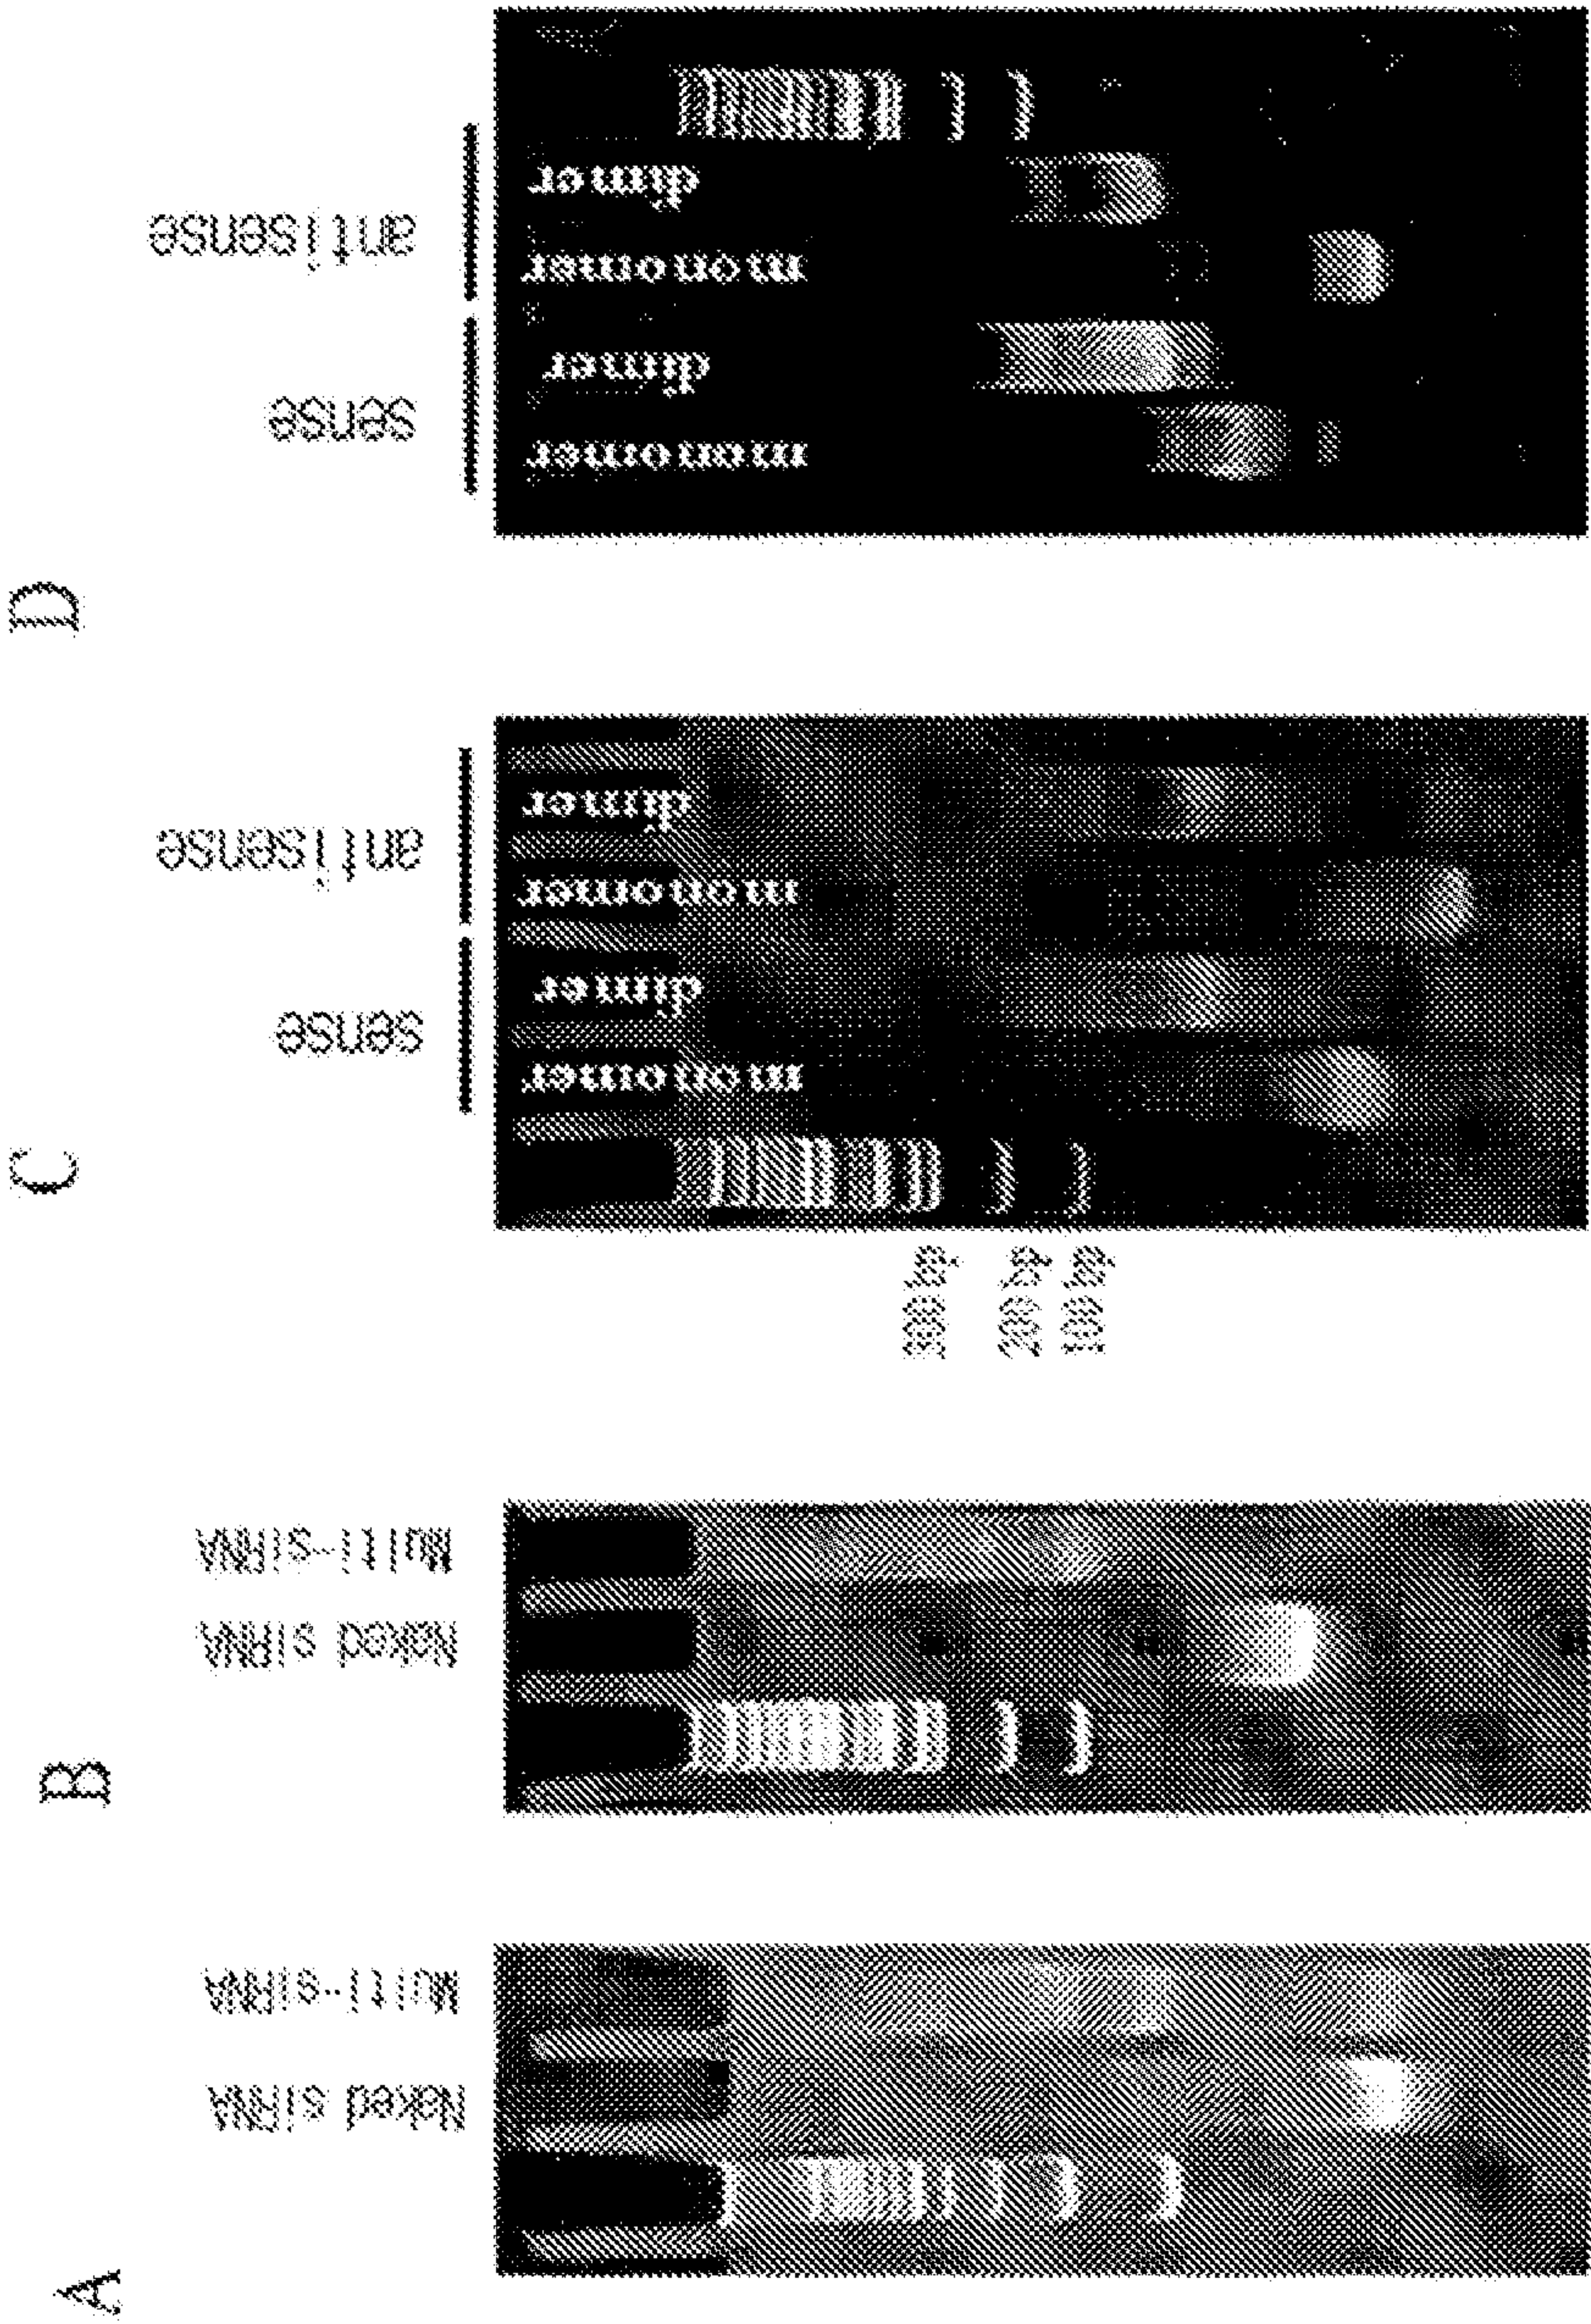 A
Naked siRNA
Multi-siRNA
B
Naked siRNA
Multi-siRNA
300 bp
200 bp
100 bp
C
sense
antisense
monomer
dimer
monomer
dimer
D
sense
antisense
monomer
dimer
monomer
dimer